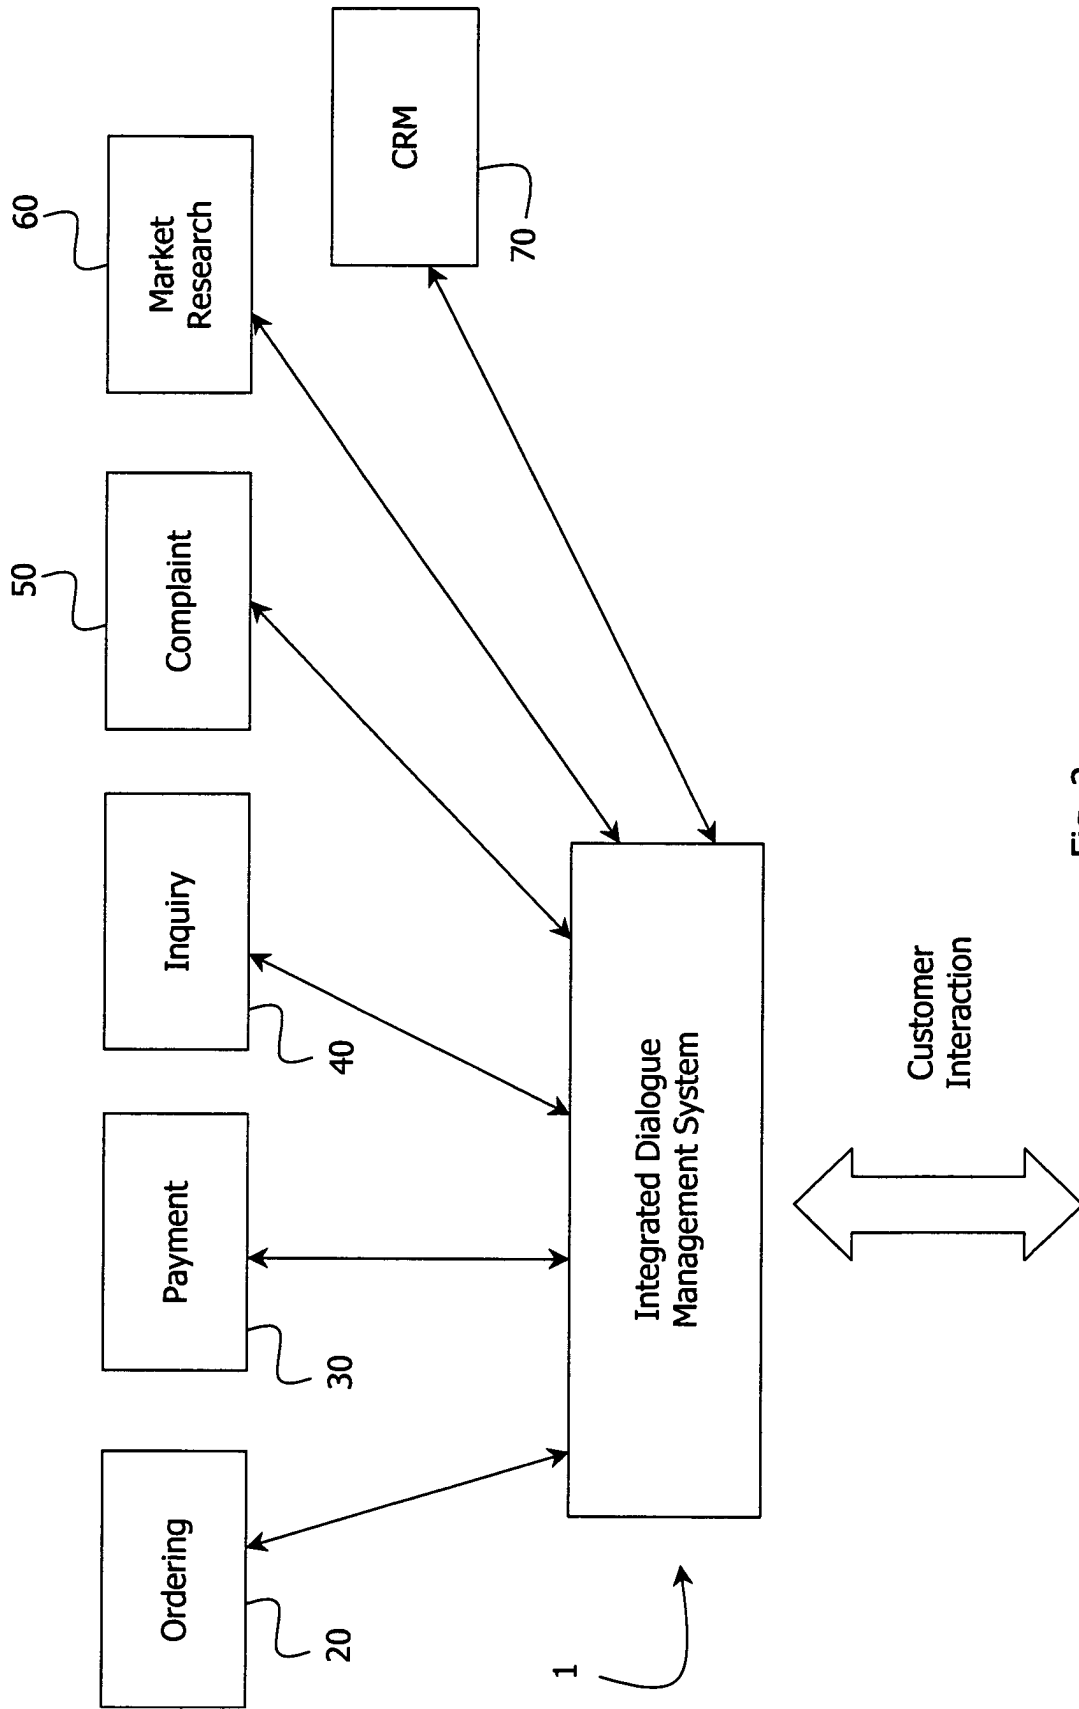 50
60
Ordering
Payment
Inquiry
Complaint
Market
Research
20
30
40
CRM
70
1
Integrated Dialogue
Management System
Customer
Interaction
Fig.